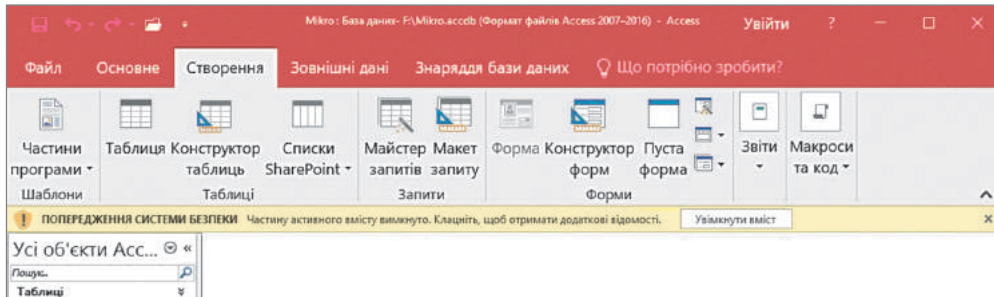 Mikro : База даних- F:\Mikro.accdb (Формат файлів Access 2007–2016) - Access Увійти ?
Файл Основне Створення Зовнішні дані Знаряддя бази даних Що потрібно зробити?
Частини програми
Таблиця
Конструктор таблиць
Списки SharePoint
Майстер запитів
Макет запиту
Форма
Конструктор форм
Пуста форма
Звіти
Макроси та код
Шаблони Таблиці Запити Форми
ПОПЕРЕДЖЕННЯ СИСТЕМИ БЕЗПЕКИ Частину активного вмісту вимкнуто. Клацніть, щоб отримати додаткові відомості. Увімкнути вміст
Усі об'єкти Acc...
Пошук..
Таблиці